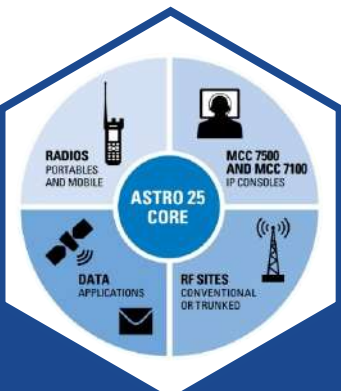 RADIOS
PORTABLES
AND MOBILE
MCC 7500
AND MCC 7100
IP CONSOLES
ASTRO 25
CORE
DATA
APPLICATIONS
RF SITES
CONVENTIONAL
OR TRUNKED